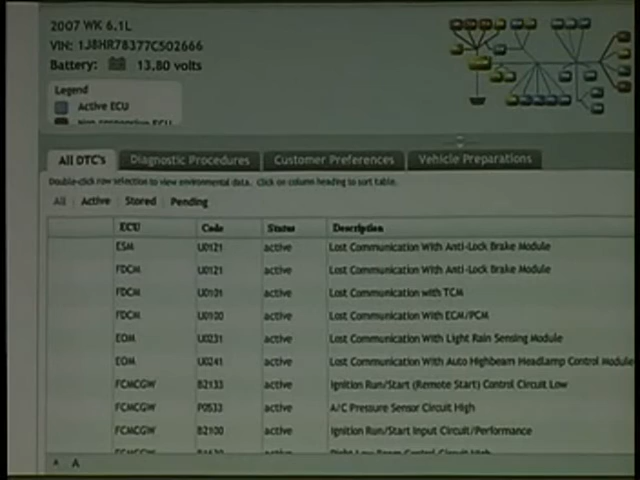 2007 WK 6.1L
VIN: 1J8HR78377C502666
Battery: 13.80 volts
Legend
Active ECU
Non-responsive ECU
All DTC's Diagnostic Procedures Customer Preferences Vehicle Preparations
Double-click row selection to view environmental data. Click on column heading to sort table.
All Active Stored Pending
ECU Code Status Description
ESM U0121 active Lost Communication With Anti-Lock Brake Module
FDCM U0121 active Lost Communication With Anti-Lock Brake Module
FDCM U0101 active Lost Communication with TCM
FDCM U0100 active Lost Communication With ECM/PCM
EOM U0231 active Lost Communication With Light Rain Sensing Module
EOM U0241 active Lost Communication With Auto Highbeam Headlamp Control Module
FCMCGW B2133 active Ignition Run/Start (Remote Start) Control Circuit Low
FCMCGW P0533 active A/C Pressure Sensor Circuit High
FCMCGW B2100 active Ignition Run/Start Input Circuit/Performance
A A